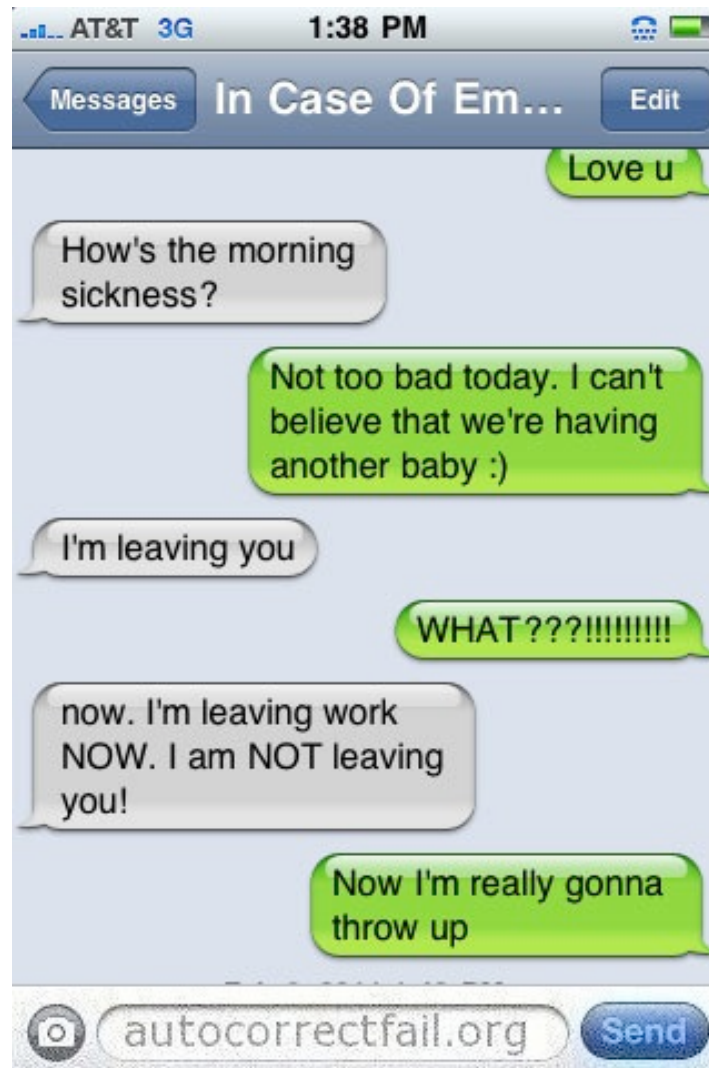 AT&T 3G 1:38 PM
Messages In Case Of Em... Edit
Love u
How's the morning
sickness?
Not too bad today. I can't
believe that we're having
another baby :)
I'm leaving you
WHAT???!!!!!!!!!
now. I'm leaving work
NOW. I am NOT leaving
you!
Now I'm really gonna
throw up
autocorrectfail.org Send